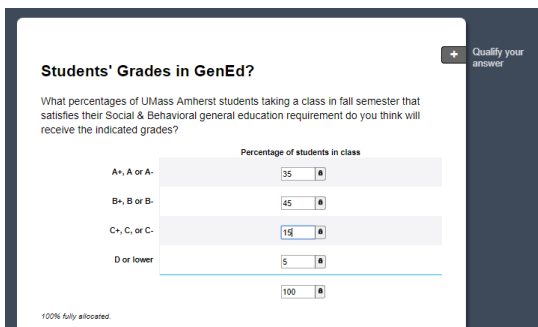 + Qualify your
answer
Students' Grades in GenEd?
What percentages of UMass Amherst students taking a class in fall semester that
satisfies their Social & Behavioral general education requirement do you think will
receive the indicated grades?
Percentage of students in class
A+, A or A- 35
B+, B or B- 45
C+, C, or C- 15
D or lower 5
100
100% fully allocated.